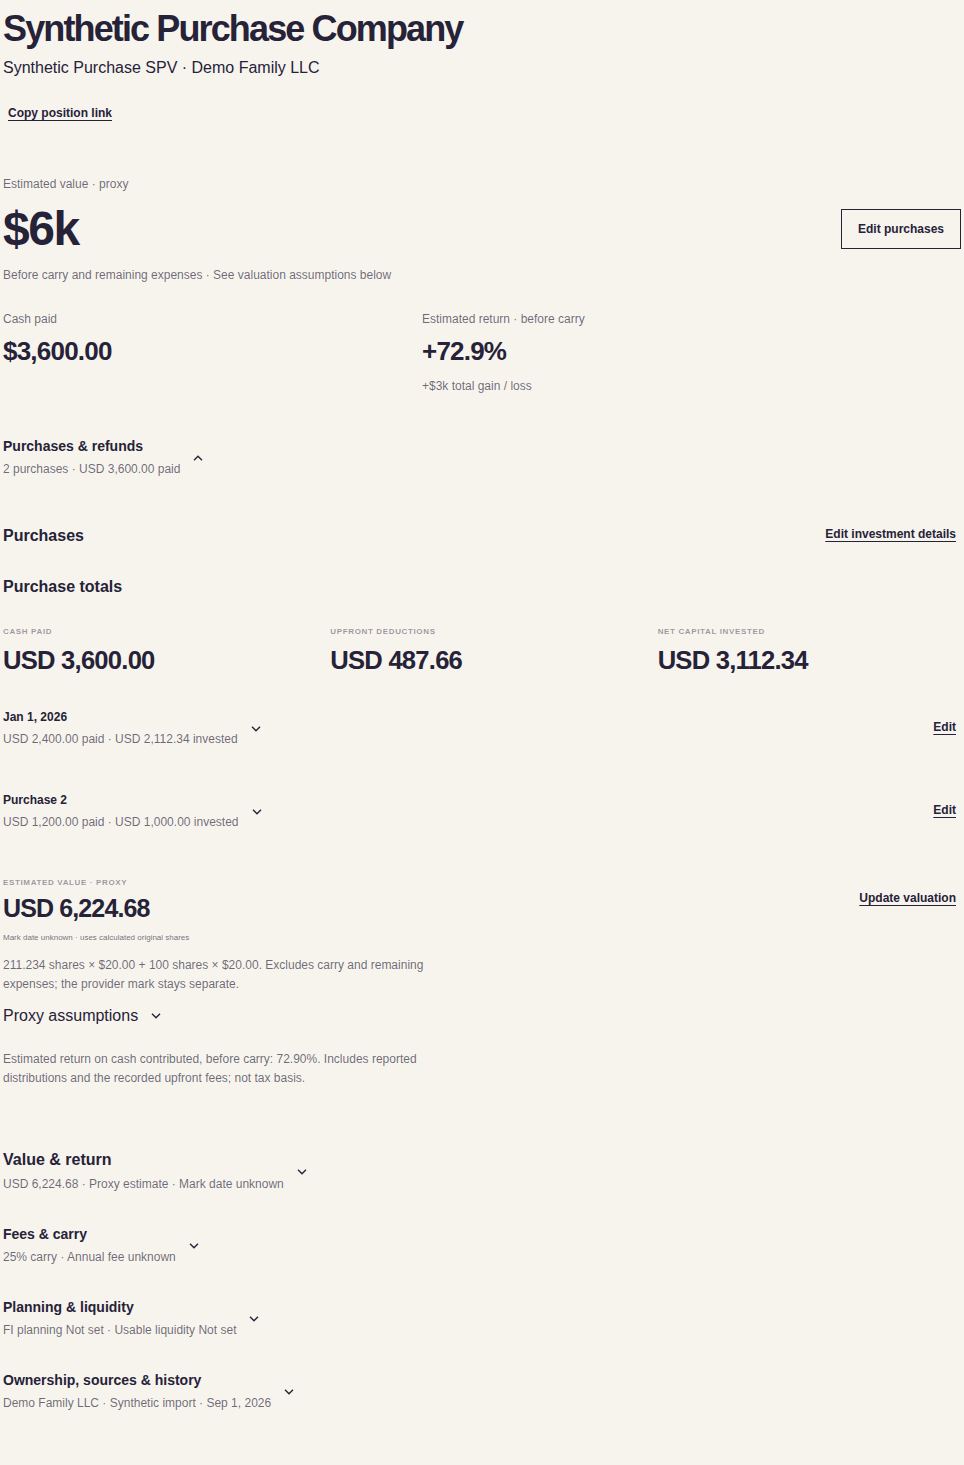 Synthetic Purchase Company
Synthetic Purchase SPV · Demo Family LLC
Copy position link
Estimated value · proxy
$6k
Edit purchases
Before carry and remaining expenses · See valuation assumptions below
Cash paid
Estimated return · before carry
$3,600.00
+72.9%
+$3k total gain / loss
Purchases & refunds
2 purchases · USD 3,600.00 paid
Purchases
Edit investment details
Purchase totals
CASH PAID
UPFRONT DEDUCTIONS
NET CAPITAL INVESTED
USD 3,600.00
USD 487.66
USD 3,112.34
Jan 1, 2026
USD 2,400.00 paid · USD 2,112.34 invested
Edit
Purchase 2
USD 1,200.00 paid · USD 1,000.00 invested
Edit
ESTIMATED VALUE · PROXY
USD 6,224.68
Update valuation
Mark date unknown · uses calculated original shares
211.234 shares × $20.00 + 100 shares × $20.00. Excludes carry and remaining
expenses; the provider mark stays separate.
Proxy assumptions
Estimated return on cash contributed, before carry: 72.90%. Includes reported
distributions and the recorded upfront fees; not tax basis.
Value & return
USD 6,224.68 · Proxy estimate · Mark date unknown
Fees & carry
25% carry · Annual fee unknown
Planning & liquidity
FI planning Not set · Usable liquidity Not set
Ownership, sources & history
Demo Family LLC · Synthetic import · Sep 1, 2026